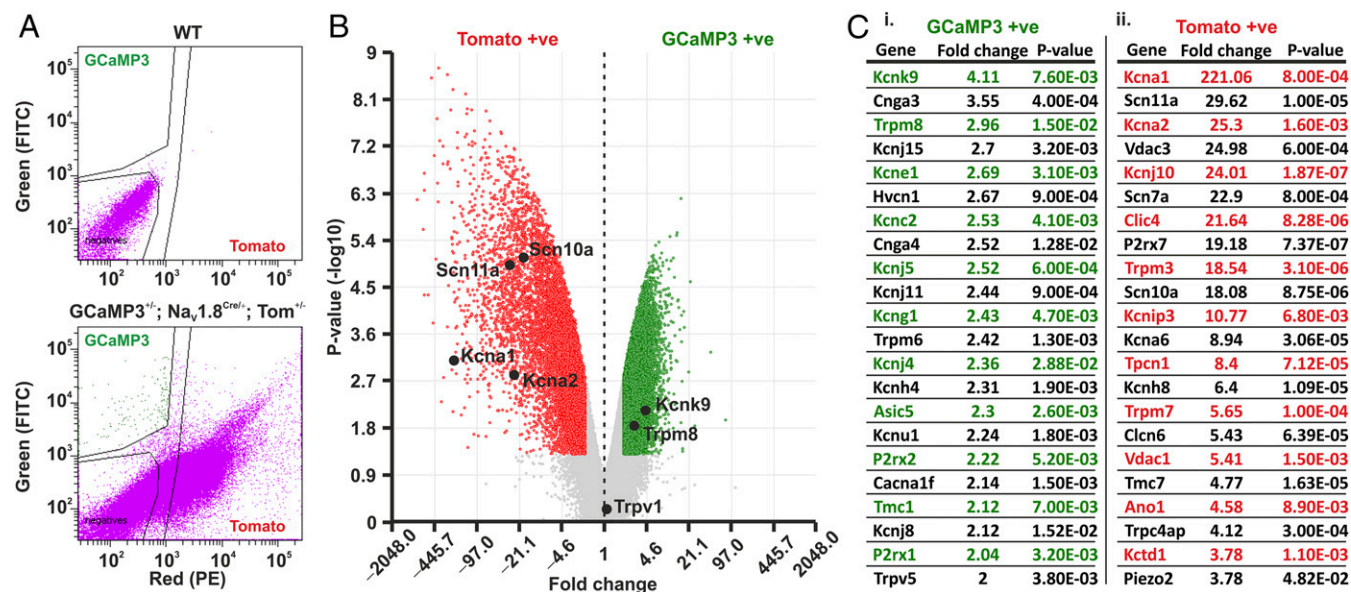 A
WT
GCaMP3
10^5
10^4
10^3
10^2
Green (FITC)
negatives
Tomato
10^2 10^3 10^4 10^5
GCaMP3^+/-; Na_v1.8^Cre/+; Tom^+/-
GCaMP3
10^5
10^4
10^3
10^2
Green (FITC)
negatives
Tomato
10^2 10^3 10^4 10^5
Red (PE)
B
Tomato +ve GCaMP3 +ve
9
8.1
7.2
6.3
5.4
4.5
3.6
2.7
1.8
0.9
0
P-value (-log10)
Scn10a
Scn11a
Kcna1
Kcna2
Kcnk9
Trpm8
Trpv1
-2048.0 -445.7 -97.0 -21.1 -4.6 1 4.6 21.1 97.0 445.7 2048.0
Fold change
C
i. GCaMP3 +ve
Gene Fold change P-value
Kcnk9 4.11 7.60E-03
Cnga3 3.55 4.00E-04
Trpm8 2.96 1.50E-02
Kcnj15 2.7 3.20E-03
Kcne1 2.69 3.10E-03
Hvcn1 2.67 9.00E-04
Kcnc2 2.53 4.10E-03
Cnga4 2.52 1.28E-02
Kcnj5 2.52 6.00E-04
Kcnj11 2.44 9.00E-04
Kcng1 2.43 4.70E-03
Trpm6 2.42 1.30E-03
Kcnj4 2.36 2.88E-02
Kcnh4 2.31 1.90E-03
Asic5 2.3 2.60E-03
Kcnu1 2.24 1.80E-03
P2rx2 2.22 5.20E-03
Cacna1f 2.14 1.50E-03
Tmc1 2.12 7.00E-03
Kcnj8 2.12 1.52E-02
P2rx1 2.04 3.20E-03
Trpv5 2 3.80E-03
ii. Tomato +ve
Gene Fold change P-value
Kcna1 221.06 8.00E-04
Scn11a 29.62 1.00E-05
Kcna2 25.3 1.60E-03
Vdac3 24.98 6.00E-04
Kcnj10 24.01 1.87E-07
Scn7a 22.9 8.00E-04
Clic4 21.64 8.28E-06
P2rx7 19.18 7.37E-07
Trpm3 18.54 3.10E-06
Scn10a 18.08 8.75E-06
Kcnip3 10.77 6.80E-03
Kcna6 8.94 3.06E-05
Tpcn1 8.4 7.12E-05
Kcnh8 6.4 1.09E-05
Trpm7 5.65 1.00E-04
Clcn6 5.43 6.39E-05
Vdac1 5.41 1.50E-03
Tmc7 4.77 1.63E-05
Ano1 4.58 8.90E-03
Trpc4ap 4.12 3.00E-04
Kctd1 3.78 1.10E-03
Piezo2 3.78 4.82E-02